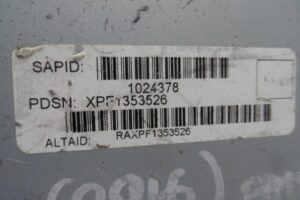 SAPID:
1024378
PDSN: XPF1353526
ALTAID: RAXPF1353526